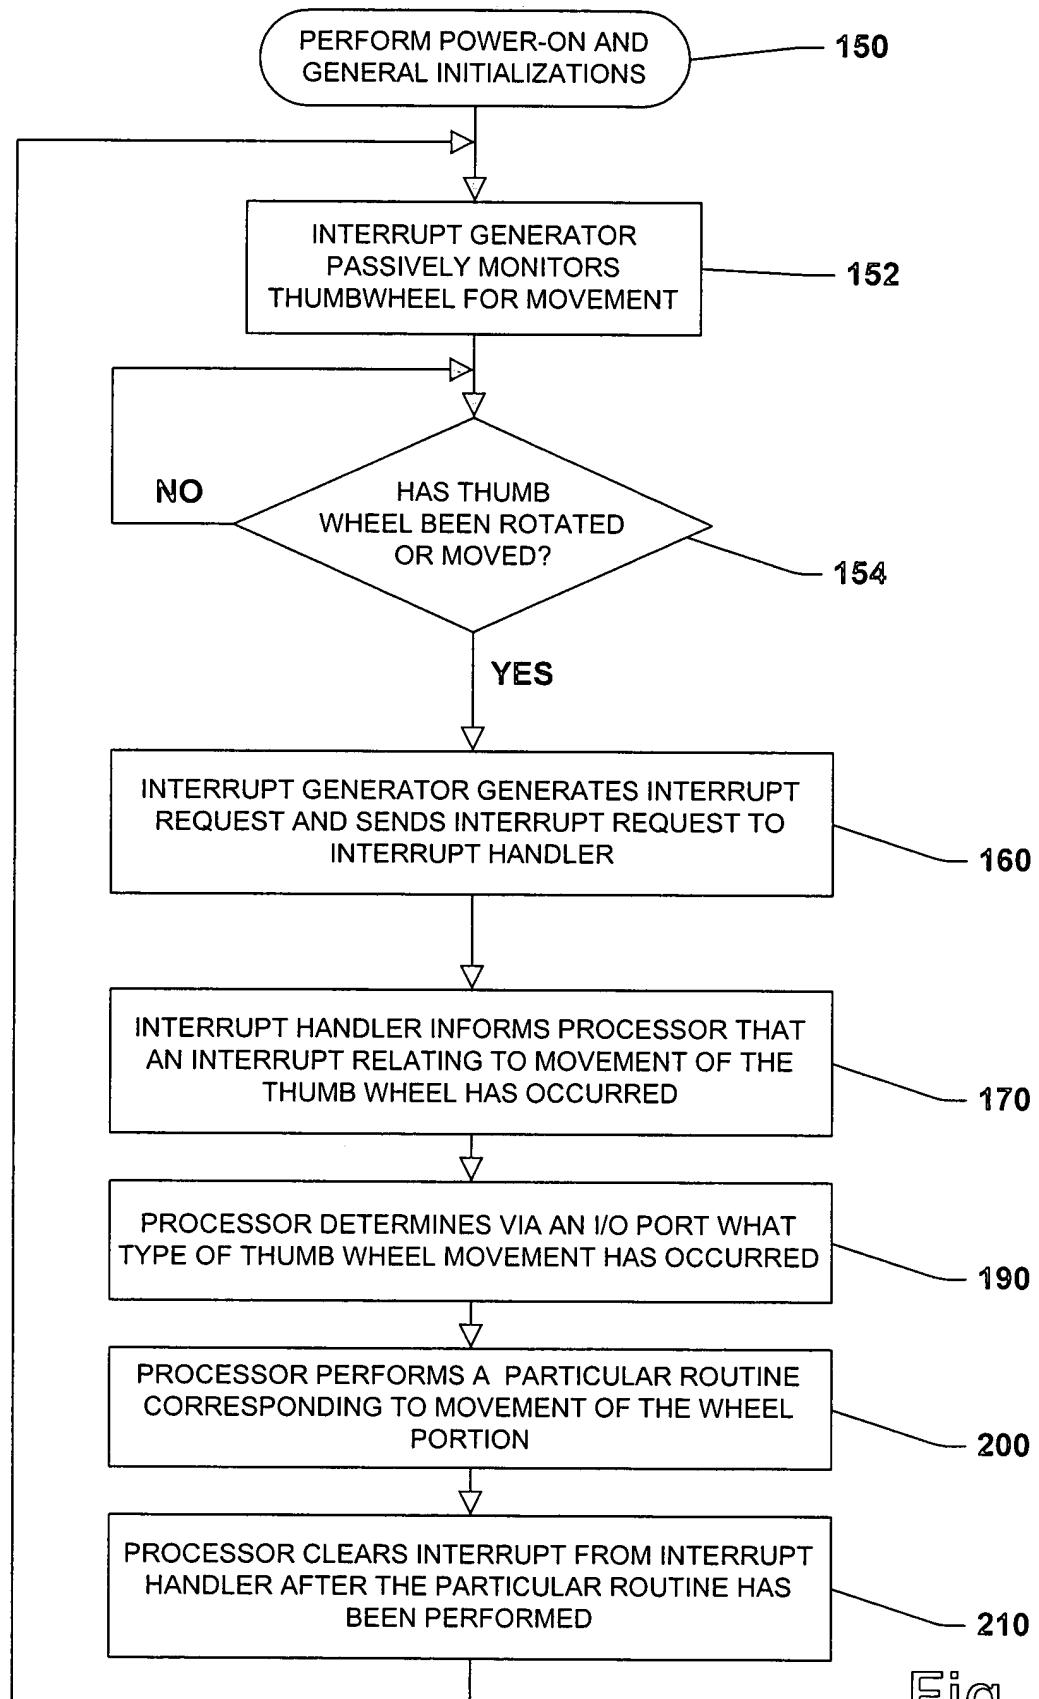 PERFORM POWER-ON AND
GENERAL INITIALIZATIONS
150
INTERRUPT GENERATOR
PASSIVELY MONITORS
THUMBWHEEL FOR MOVEMENT
152
NO
HAS THUMB
WHEEL BEEN ROTATED
OR MOVED?
154
YES
INTERRUPT GENERATOR GENERATES INTERRUPT
REQUEST AND SENDS INTERRUPT REQUEST TO
INTERRUPT HANDLER
160
INTERRUPT HANDLER INFORMS PROCESSOR THAT
AN INTERRUPT RELATING TO MOVEMENT OF THE
THUMB WHEEL HAS OCCURRED
170
PROCESSOR DETERMINES VIA AN I/O PORT WHAT
TYPE OF THUMB WHEEL MOVEMENT HAS OCCURRED
190
PROCESSOR PERFORMS A PARTICULAR ROUTINE
CORRESPONDING TO MOVEMENT OF THE WHEEL
PORTION
200
PROCESSOR CLEARS INTERRUPT FROM INTERRUPT
HANDLER AFTER THE PARTICULAR ROUTINE HAS
BEEN PERFORMED
210
Fig